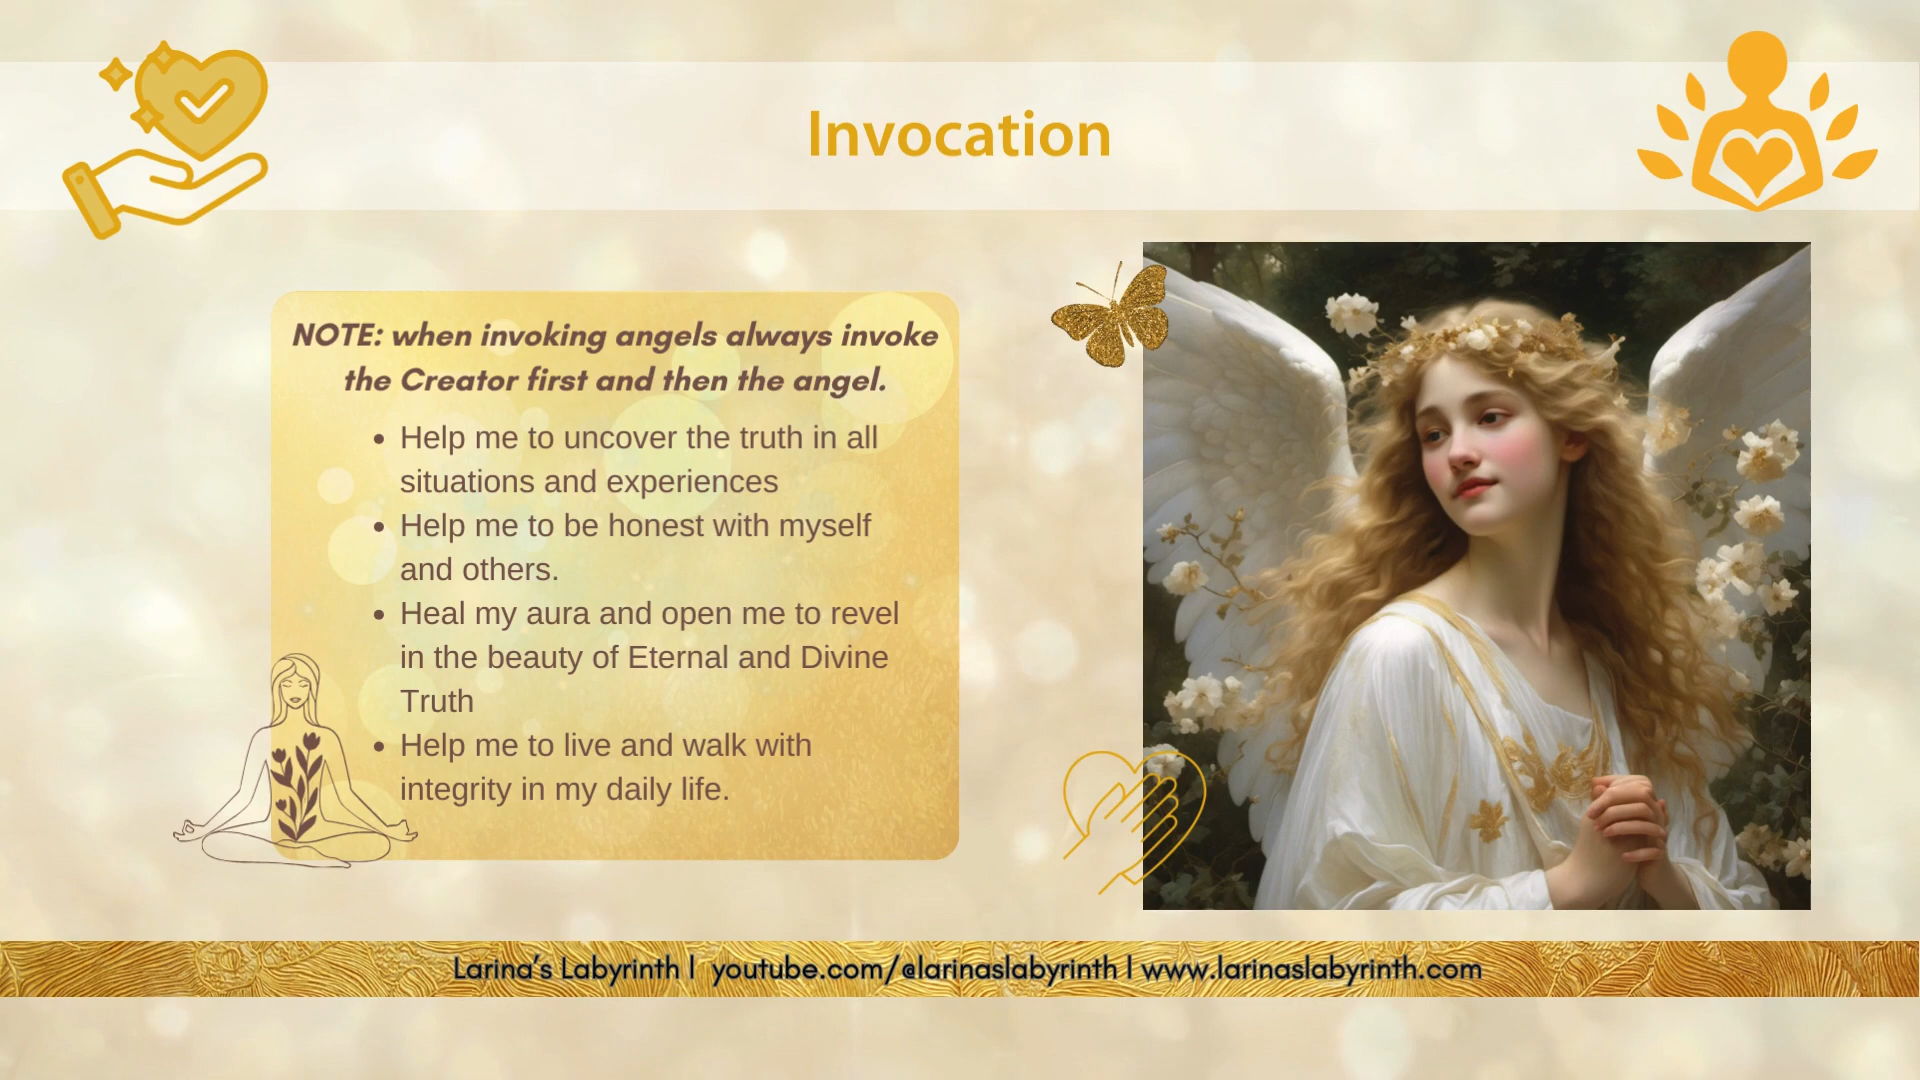 Invocation
NOTE: when invoking angels always invoke
the Creator first and then the angel.
• Help me to uncover the truth in all
situations and experiences
• Help me to be honest with myself
and others.
• Heal my aura and open me to revel
in the beauty of Eternal and Divine
Truth
• Help me to live and walk with
integrity in my daily life.
Larina's Labyrinth | youtube.com/@larinaslabyrinth | www.larinaslabyrinth.com